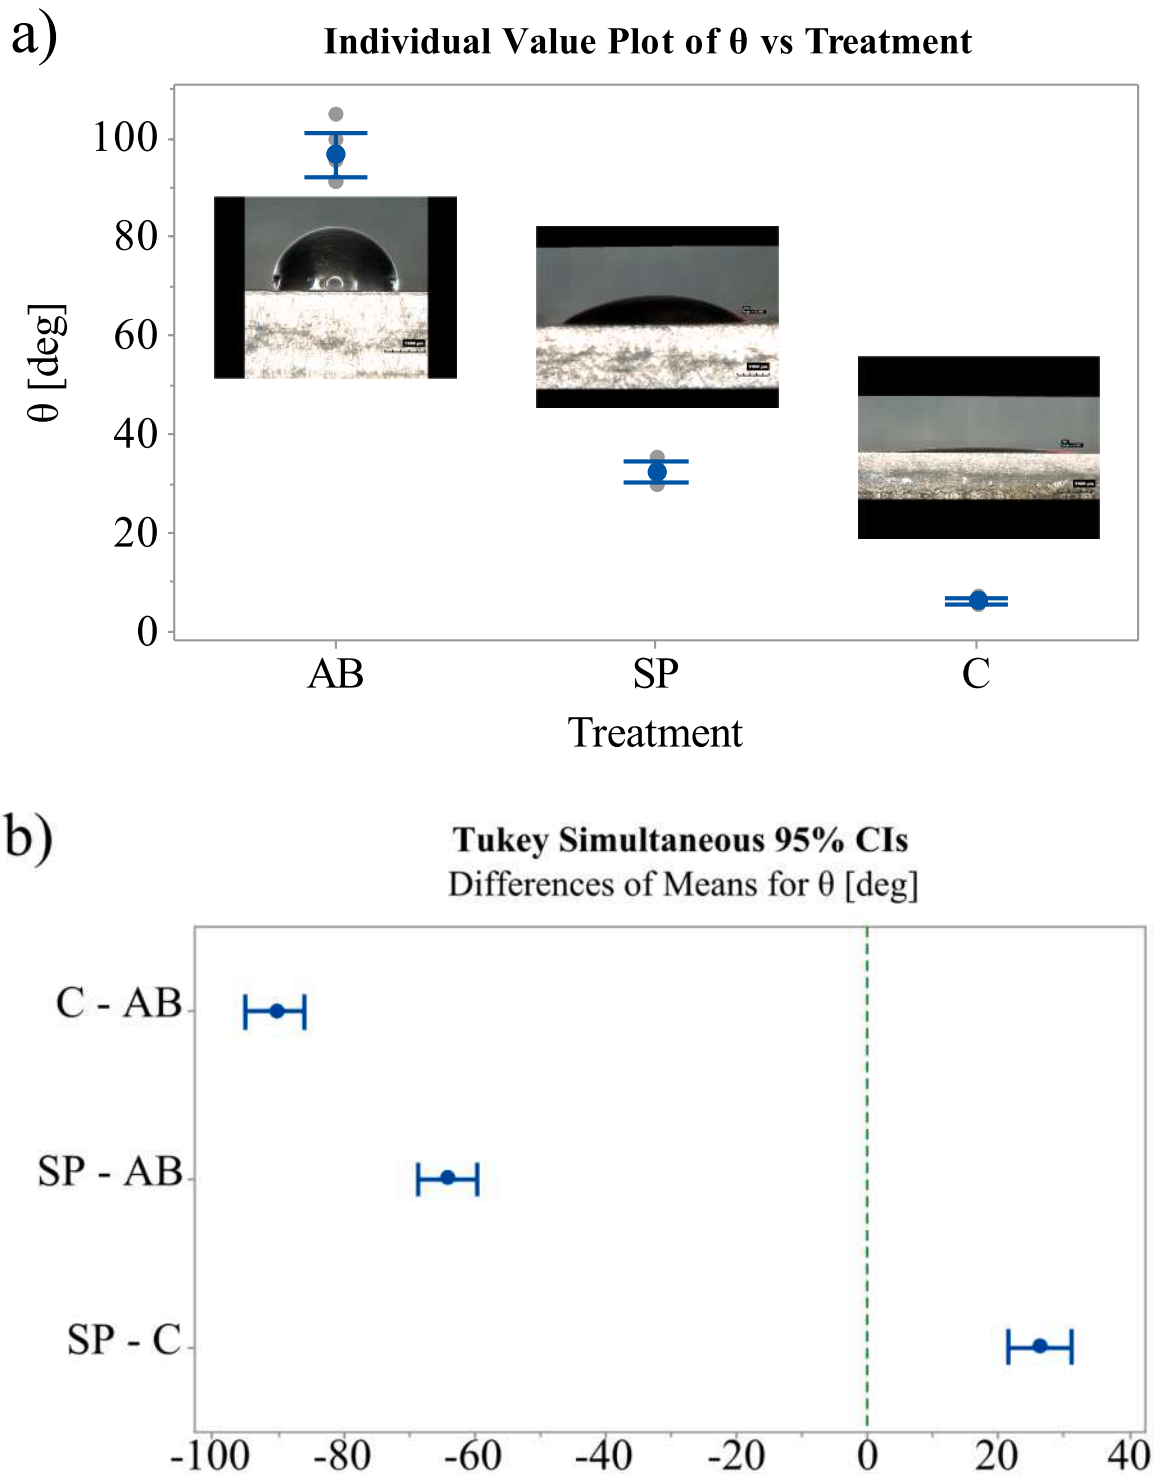 a)
Individual Value Plot of θ vs Treatment
100
80
60
40
20
0
θ [deg]
AB
SP
C
Treatment
b)
Tukey Simultaneous 95% CIs
Differences of Means for θ [deg]
C - AB
SP - AB
SP - C
-100 -80 -60 -40 -20 0 20 40